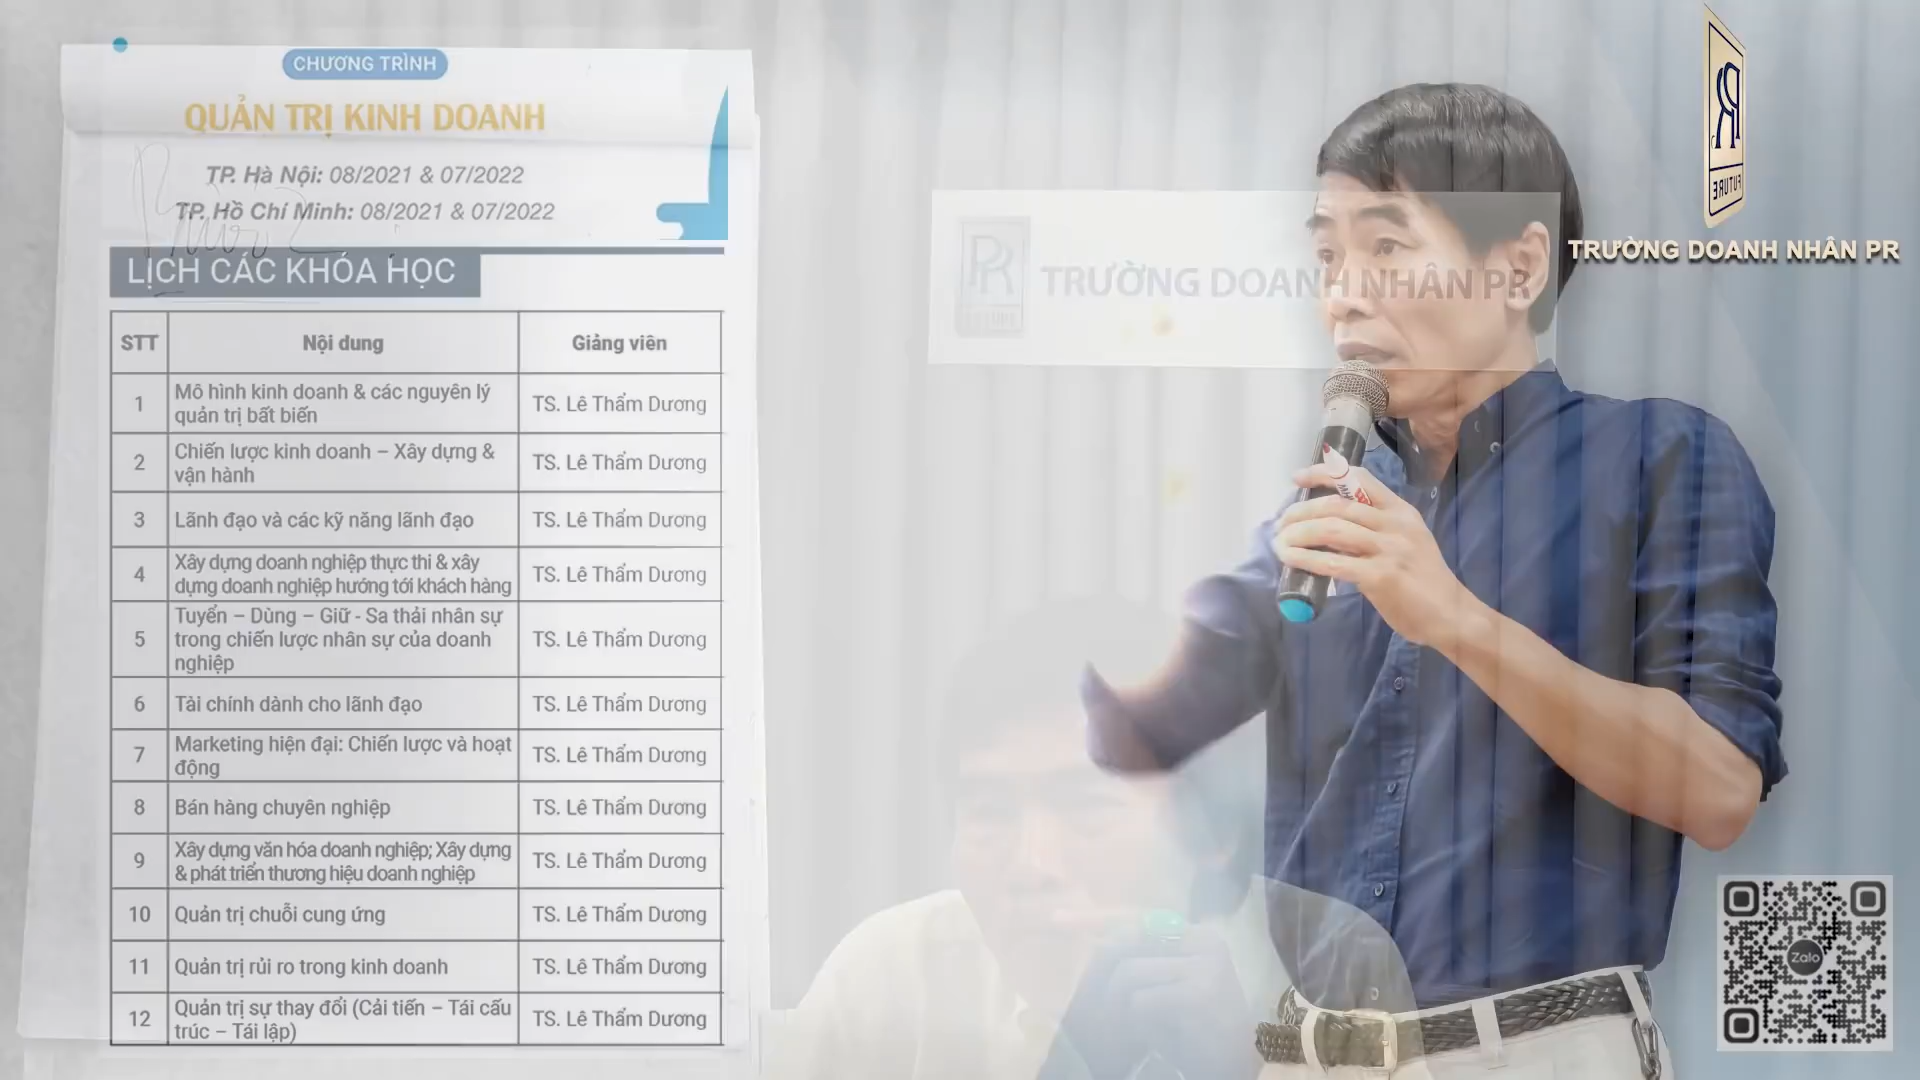 CHƯƠNG TRÌNH
QUẢN TRỊ KINH DOANH
TP. Hà Nội: 08/2021 & 07/2022
TP. Hồ Chí Minh: 08/2021 & 07/2022
LỊCH CÁC KHÓA HỌC
STT Nội dung Giảng viên
1 Mô hình kinh doanh & các nguyên lý
quản trị bất biến TS. Lê Thẩm Dương
2 Chiến lược kinh doanh – Xây dựng &
vận hành TS. Lê Thẩm Dương
3 Lãnh đạo và các kỹ năng lãnh đạo TS. Lê Thẩm Dương
4 Xây dựng doanh nghiệp thực thi & xây
dựng doanh nghiệp hướng tới khách hàng TS. Lê Thẩm Dương
5 Tuyển – Dùng – Giữ - Sa thải nhân sự
trong chiến lược nhân sự của doanh
nghiệp TS. Lê Thẩm Dương
6 Tài chính dành cho lãnh đạo TS. Lê Thẩm Dương
7 Marketing hiện đại: Chiến lược và hoạt
động TS. Lê Thẩm Dương
8 Bán hàng chuyên nghiệp TS. Lê Thẩm Dương
9 Xây dựng văn hóa doanh nghiệp; Xây dựng
& phát triển thương hiệu doanh nghiệp TS. Lê Thẩm Dương
10 Quản trị chuỗi cung ứng TS. Lê Thẩm Dương
11 Quản trị rủi ro trong kinh doanh TS. Lê Thẩm Dương
12 Quản trị sự thay đổi (Cải tiến – Tái cấu
trúc – Tái lập) TS. Lê Thẩm Dương
PR
TRƯỜNG DOANH NHÂN PR
PR
FUTURE
TRƯỜNG DOANH NHÂN PR
Zalo